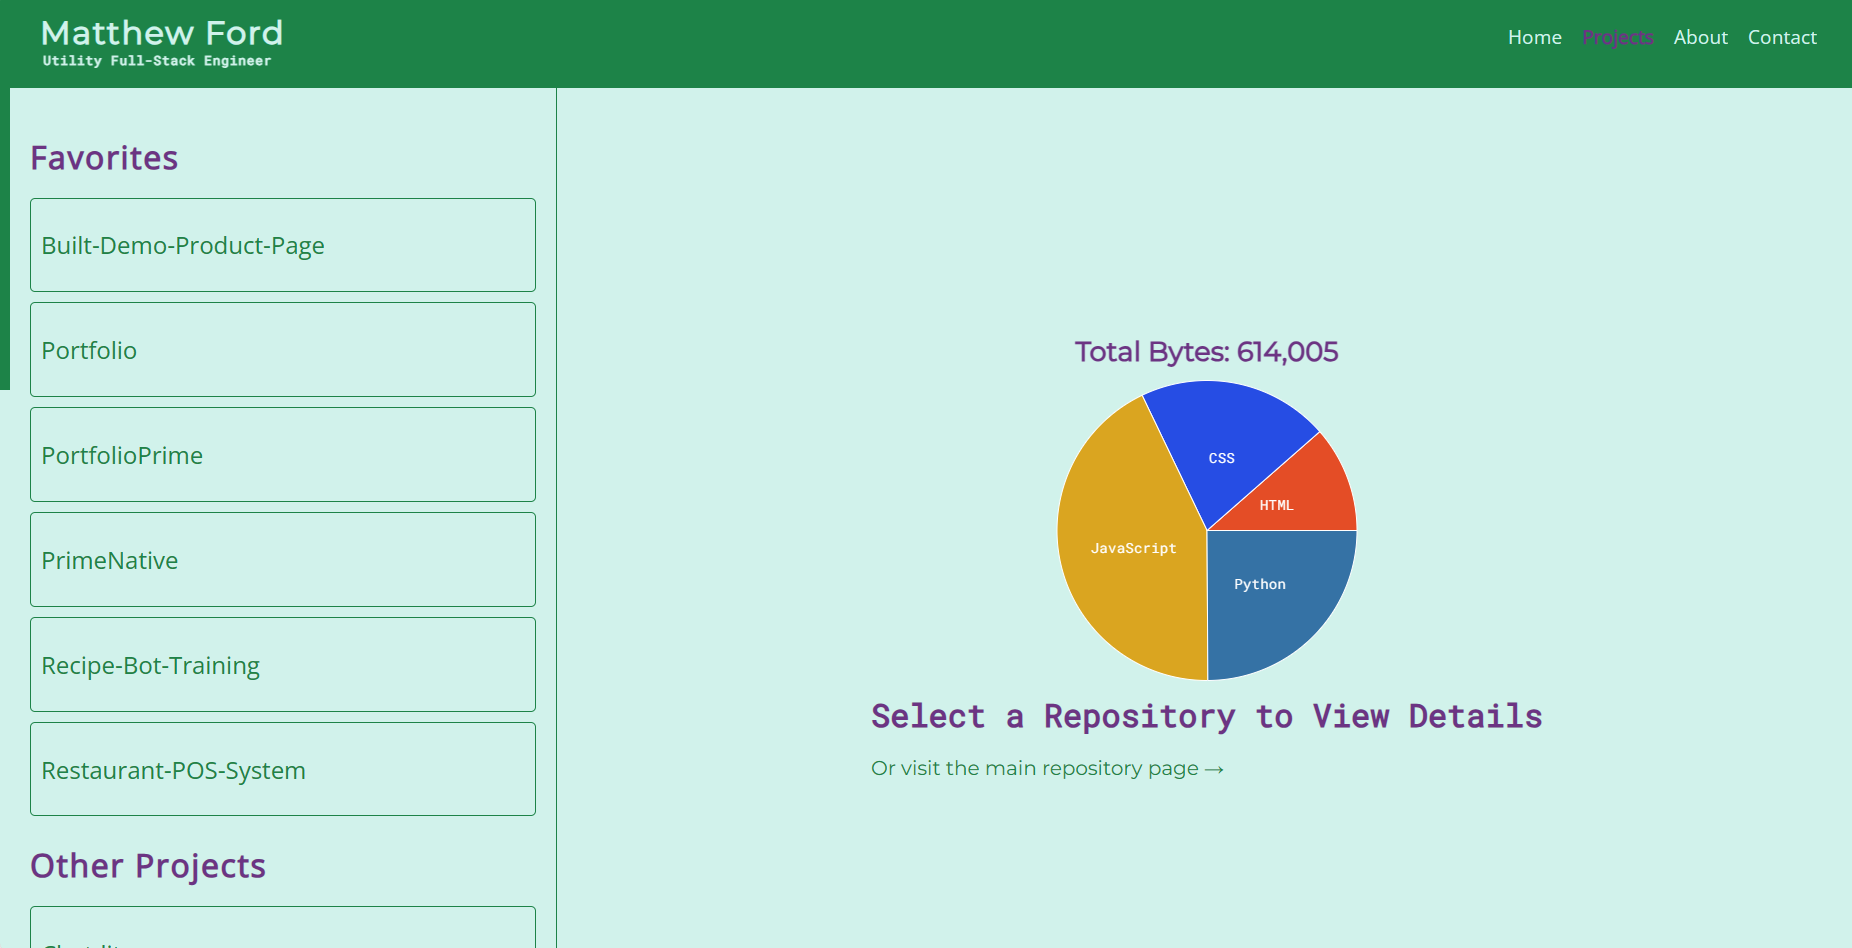 Matthew Ford
Utility Full-Stack Engineer
Home Projects About Contact
Favorites
Built-Demo-Product-Page
Portfolio
PortfolioPrime
PrimeNative
Recipe-Bot-Training
Restaurant-POS-System
Other Projects
Total Bytes: 614,005
CSS
HTML
JavaScript
Python
Select a Repository to View Details
Or visit the main repository page →